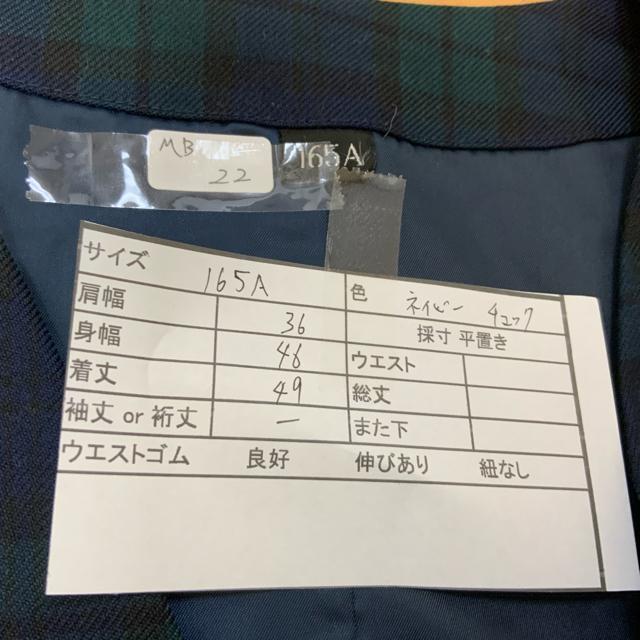 MB
22
165A
サイズ 165A 色 ネイビー チェック
肩幅 36 採寸 平置き
身幅 46 ウエスト
着丈 49 総丈
袖丈 or 裄丈 ー また下
ウエストゴム 良好 伸びあり 紐なし